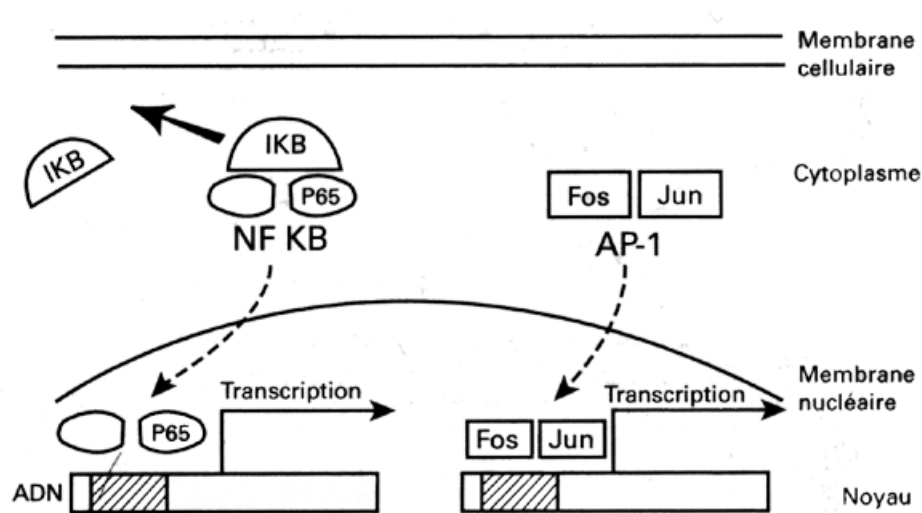 Membrane
cellulaire
IKB
IKB
P65
NF KB
Cytoplasme
Fos
Jun
AP-1
Membrane
nucléaire
Transcription
Transcription
P65
Fos
Jun
ADN
Noyau